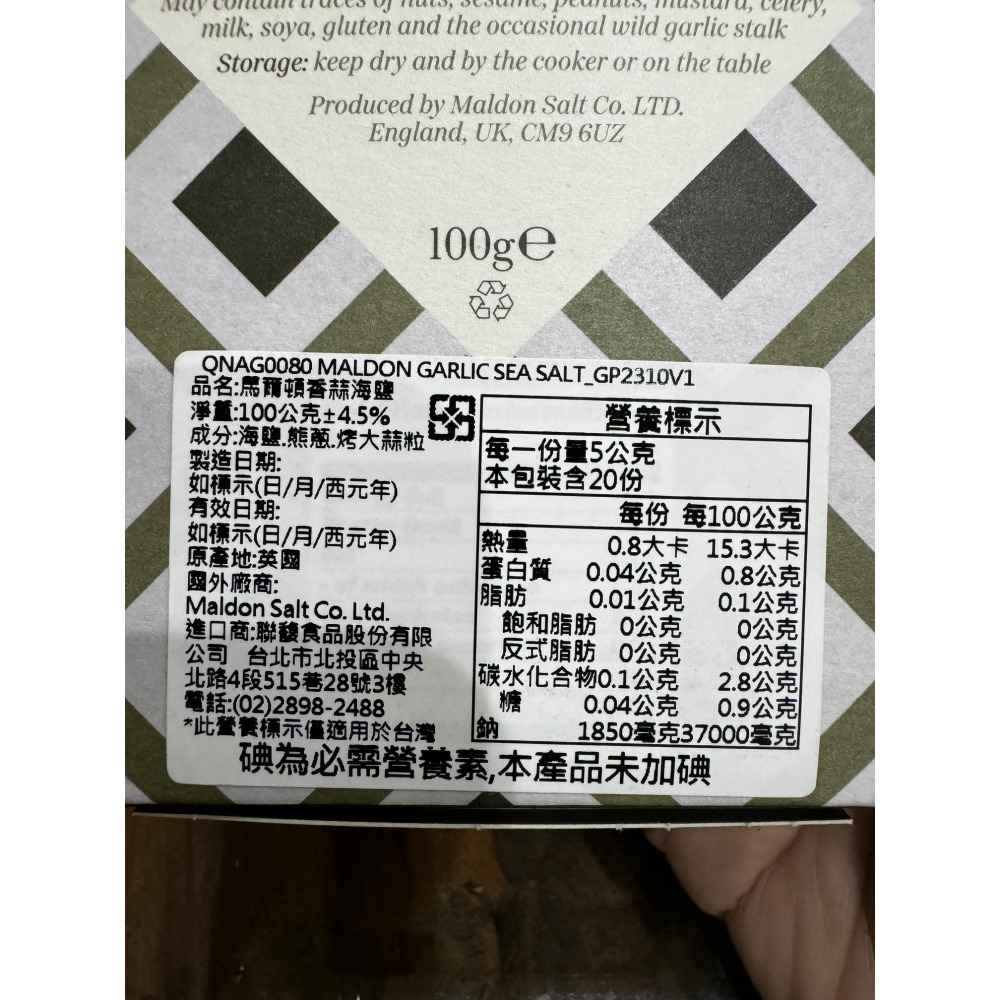 May contain traces of nuts, sesame, peanuts, mustard, celery,
milk, soya, gluten and the occasional wild garlic stalk
Storage: keep dry and by the cooker or on the table
Produced by Maldon Salt Co. LTD.
England, UK, CM9 6UZ
100g℮
QNAG0080 MALDON GARLIC SEA SALT_GP2310V1
品名:馬爾頓香蒜海鹽
淨重:100公克±4.5%
成分:海鹽.熊蔥.烤大蒜粒
製造日期:
如標示(日/月/西元年)
有效日期:
如標示(日/月/西元年)
原產地:英國
國外廠商:
Maldon Salt Co. Ltd.
進口商:聯馥食品股份有限
公司 台北市北投區中央
北路4段515巷28號3樓
電話:(02)2898-2488
*此營養標示僅適用於台灣
營養標示
每一份量5公克
本包裝含20份
每份 每100公克
熱量 0.8大卡 15.3大卡
蛋白質 0.04公克 0.8公克
脂肪 0.01公克 0.1公克
飽和脂肪 0公克 0公克
反式脂肪 0公克 0公克
碳水化合物0.1公克 2.8公克
糖 0.04公克 0.9公克
鈉 1850毫克37000毫克
碘為必需營養素,本產品未加碘